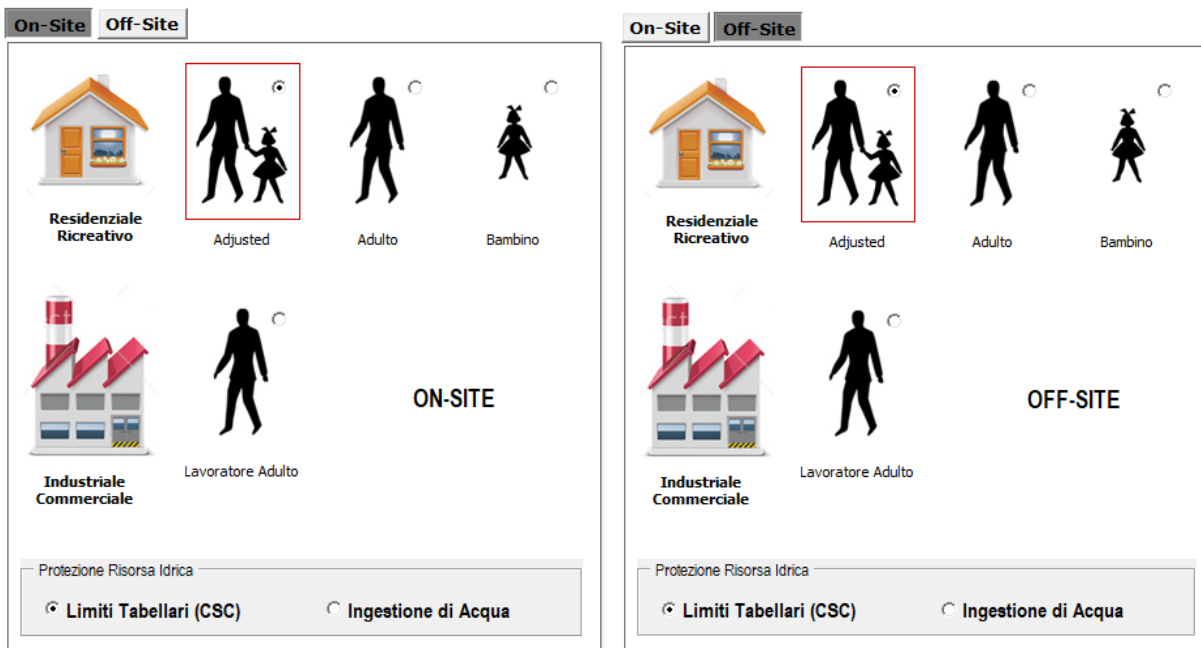 On-Site Off-Site
Residenziale
Ricreativo
Adjusted
Adulto
Bambino
Industriale
Commerciale
Lavoratore Adulto
ON-SITE
Protezione Risorsa Idrica
Limiti Tabellari (CSC)
Ingestione di Acqua
On-Site Off-Site
Residenziale
Ricreativo
Adjusted
Adulto
Bambino
Industriale
Commerciale
Lavoratore Adulto
OFF-SITE
Protezione Risorsa Idrica
Limiti Tabellari (CSC)
Ingestione di Acqua